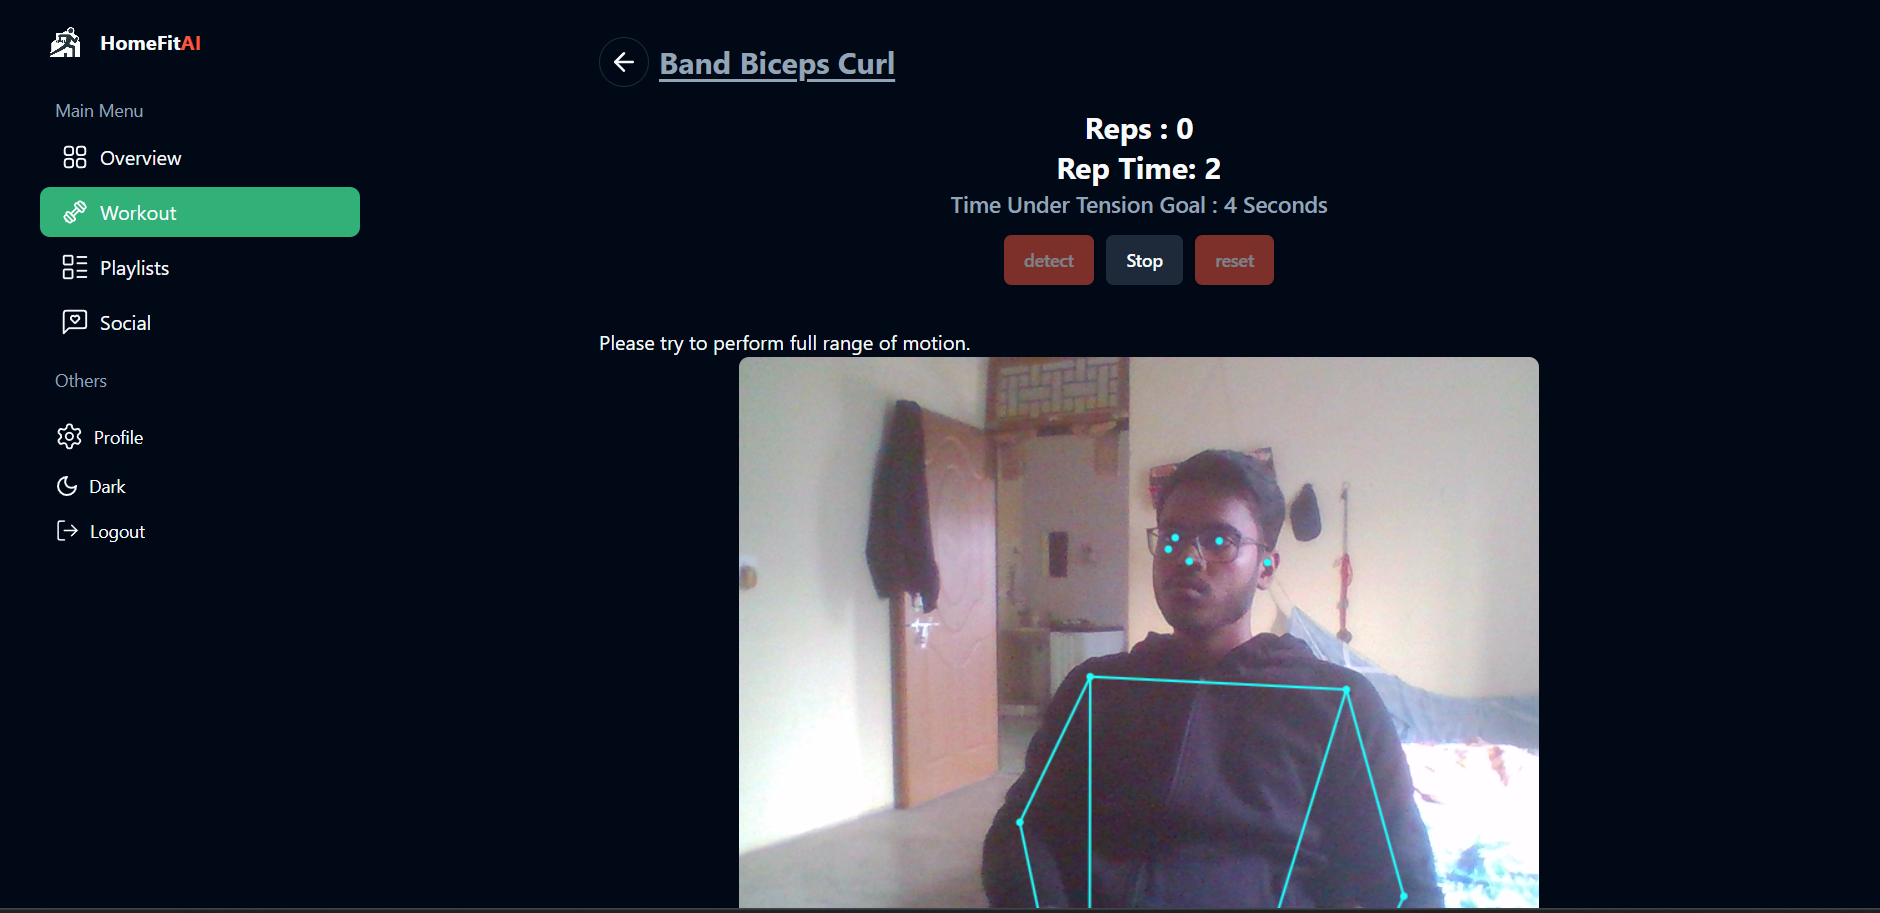 HomeFitAI
Main Menu
Overview
Workout
Playlists
Social
Others
Profile
Dark
Logout
Band Biceps Curl
Reps : 0
Rep Time: 2
Time Under Tension Goal : 4 Seconds
detect
Stop
reset
Please try to perform full range of motion.